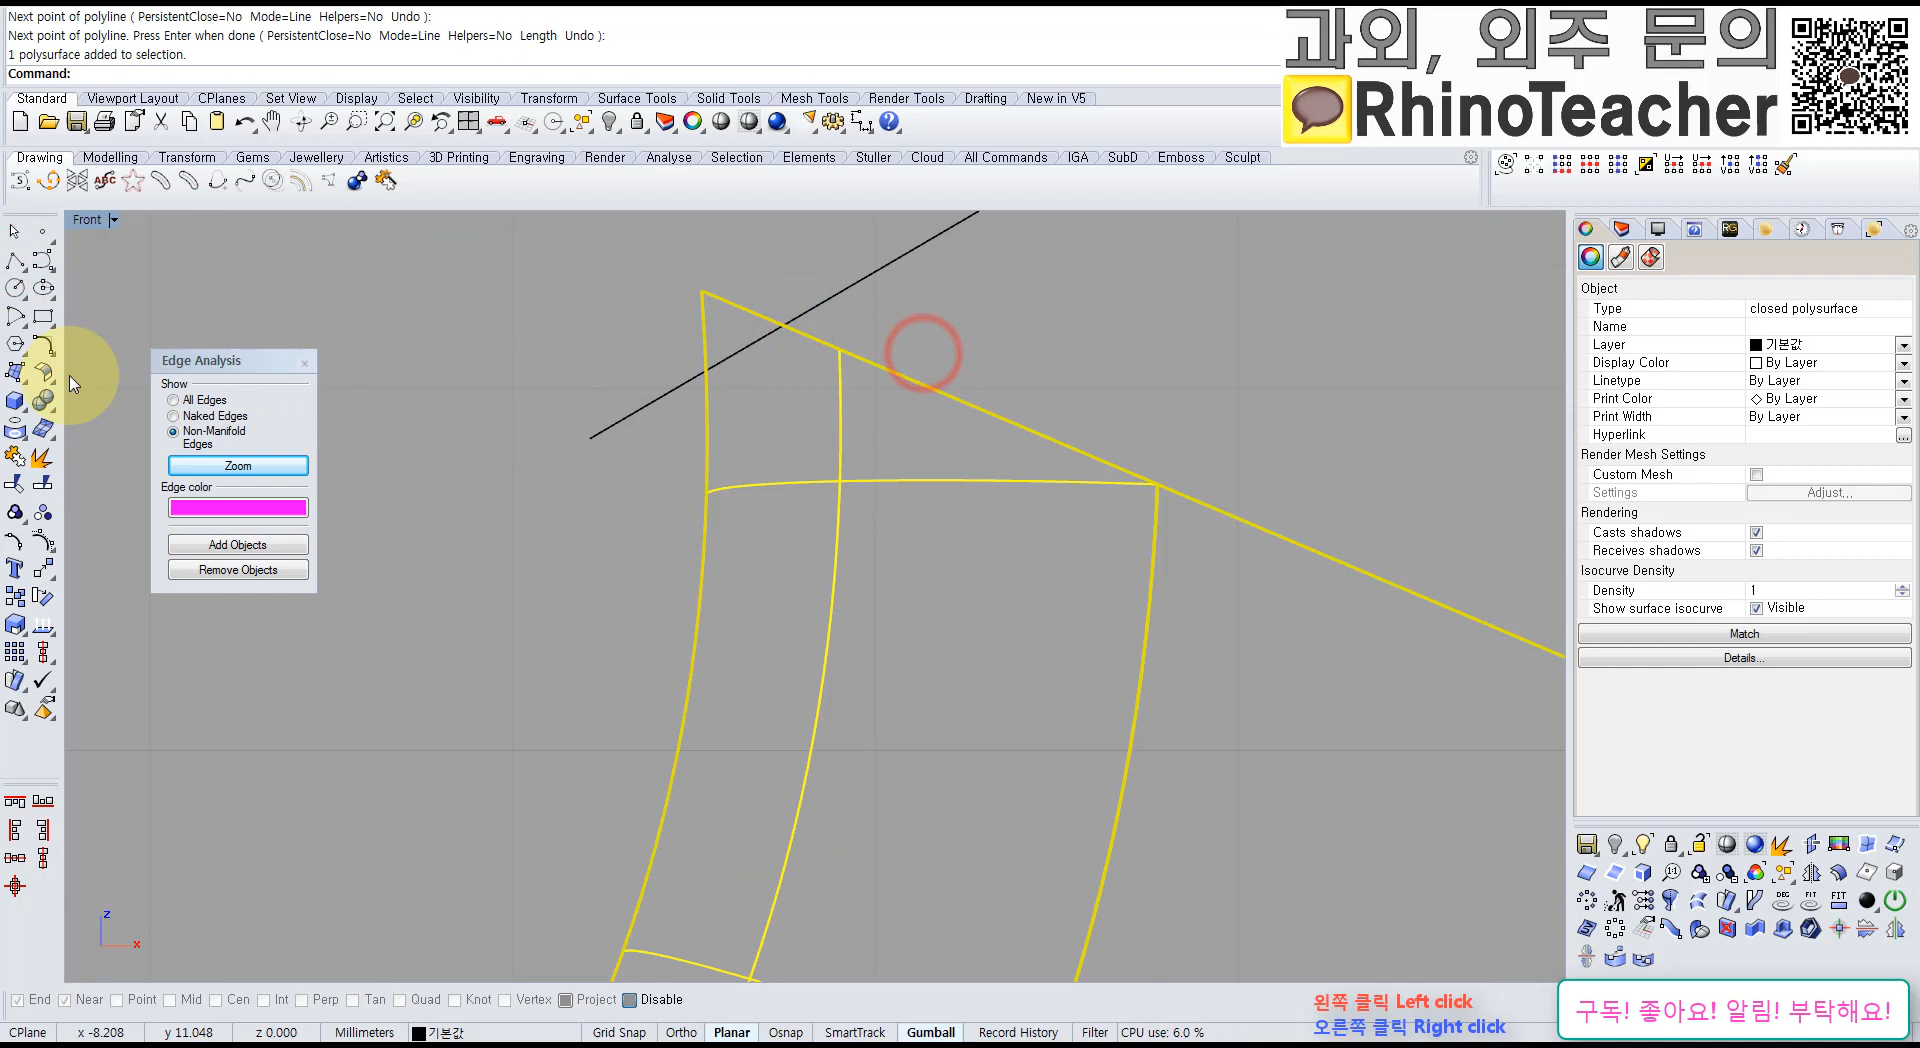 Next point of polyline ( PersistentClose=No  Mode=Line  Helpers=No  Undo ):
Next point of polyline. Press Enter when done ( PersistentClose=No  Mode=Line  Helpers=No  Length  Undo ):
1 polysurface added to selection.
Command:
과외, 외주 문의
RhinoTeacher
Standard Viewport Layout CPlanes Set View Display Select Visibility Transform Surface Tools Solid Tools Mesh Tools Render Tools Drafting New in V5
Drawing Modelling Transform Gems Jewellery Artistics 3D Printing Engraving Render Analyse Selection Elements Stuller Cloud All Commands IGA SubD Emboss Sculpt
Front
Edge Analysis
Show
All Edges
Naked Edges
Non-Manifold
Edges
Zoom
Edge color
Add Objects
Remove Objects
z
x
Object
Type closed polysurface
Name
Layer 기본값
Display Color By Layer
Linetype By Layer
Print Color By Layer
Print Width By Layer
Hyperlink ...
Render Mesh Settings
Custom Mesh
Settings Adjust...
Rendering
Casts shadows
Receives shadows
Isocurve Density
Density 1
Show surface isocurve Visible
Match
Details...
End Near Point Mid Cen Int Perp Tan Quad Knot Vertex Project Disable
왼쪽 클릭 Left click
오른쪽 클릭 Right click
구독! 좋아요! 알림! 부탁해요!
CPlane x -8.208 y 11.048 z 0.000 Millimeters 기본값 Grid Snap Ortho Planar Osnap SmartTrack Gumball Record History Filter CPU use: 6.0 %